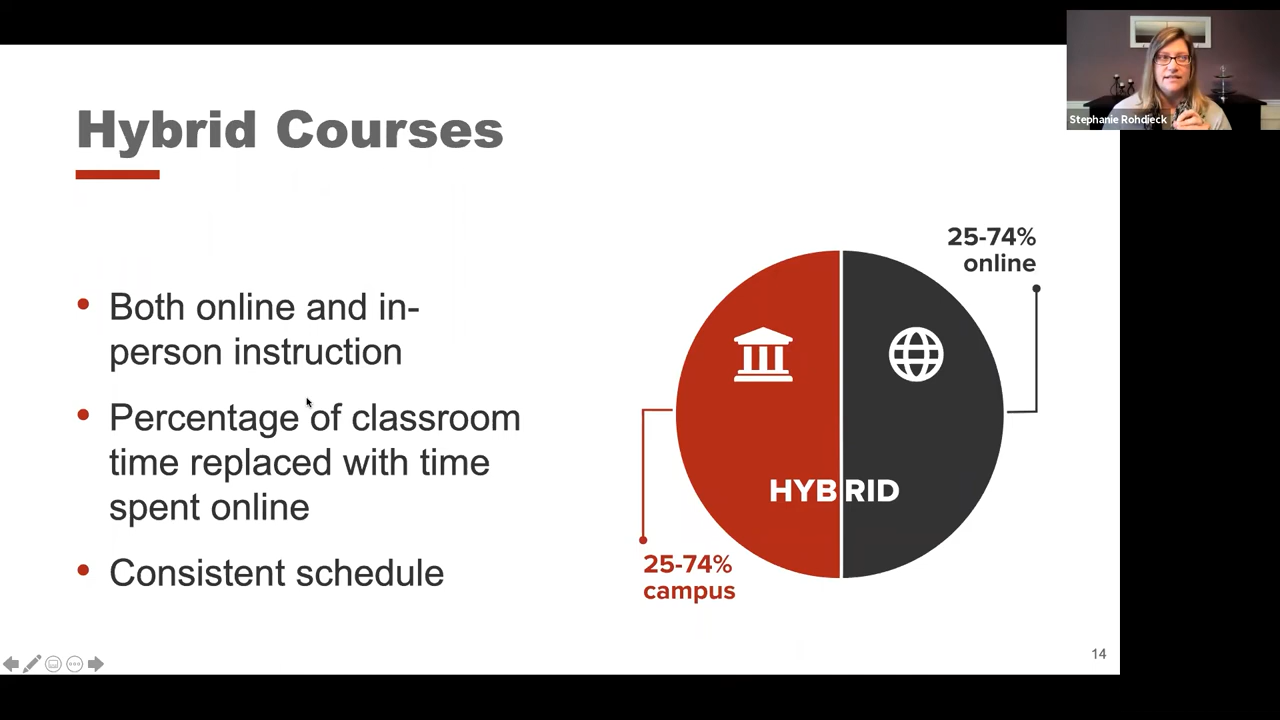 Hybrid Courses
Both online and in-
person instruction
Percentage of classroom
time replaced with time
spent online
Consistent schedule
25-74%
online
HYBRID
25-74%
campus
14
Stephanie Rohdieck